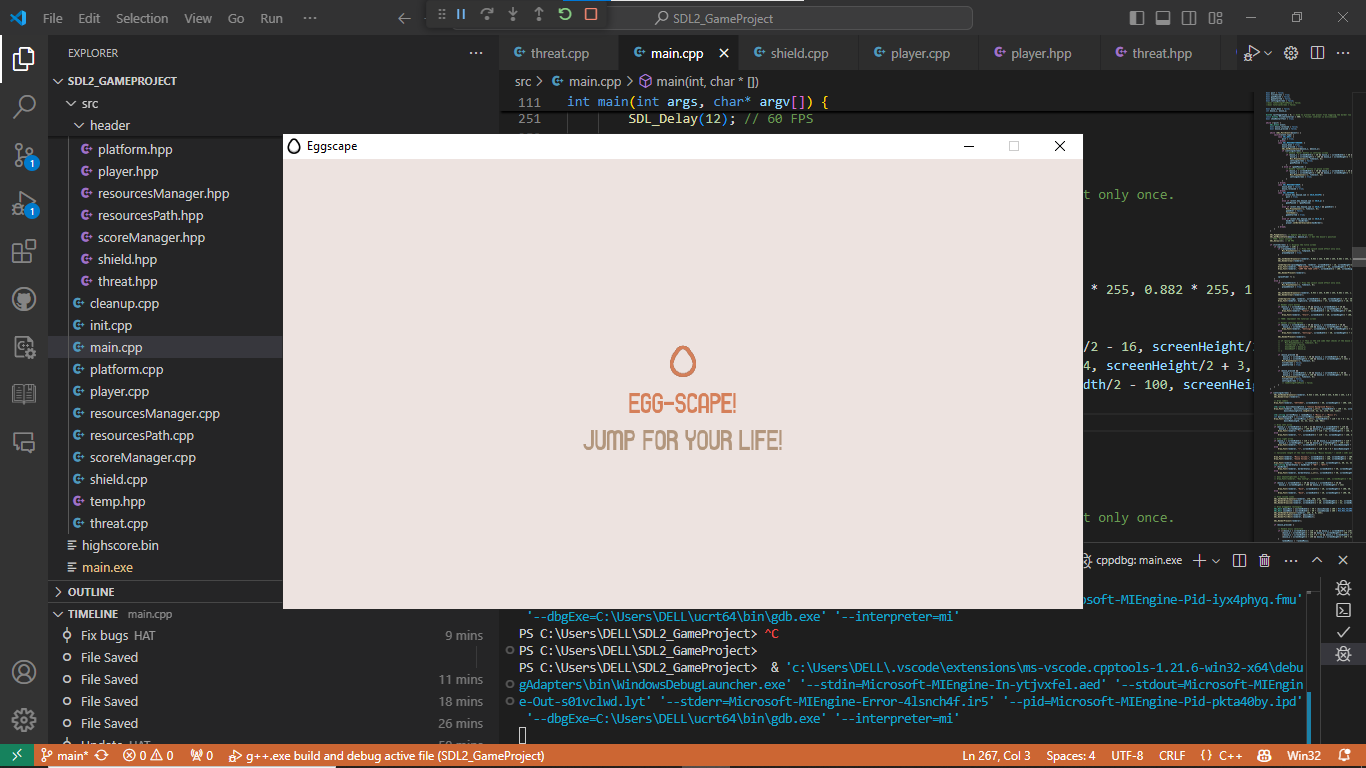 File Edit Selection View Go Run ··· SDL2_GameProject
EXPLORER
SDL2_GAMEPROJECT
src
header
platform.hpp
player.hpp
resourcesManager.hpp
resourcesPath.hpp
scoreManager.hpp
shield.hpp
threat.hpp
cleanup.cpp
init.cpp
main.cpp
platform.cpp
player.cpp
resourcesManager.cpp
resourcesPath.cpp
scoreManager.cpp
shield.cpp
temp.hpp
threat.cpp
highscore.bin
main.exe
OUTLINE
TIMELINE main.cpp
Fix bugs HAT 9 mins
File Saved
File Saved 11 mins
File Saved 18 mins
File Saved 26 mins
1
1
threat.cpp main.cpp shield.cpp player.cpp player.hpp threat.hpp
src > main.cpp > main(int, char * [])
111 int main(int args, char* argv[]) {
251 SDL_Delay(12); // 60 FPS
t only once.
* 255, 0.882 * 255, 1
/2 - 16, screenHeight/
4, screenHeight/2 + 3,
dth/2 - 100, screenHei
t only once.
Eggscape
EGG-SCAPE!
JUMP FOR YOUR LIFE!
cppdbg: main.exe
osoft-MIEngine-Pid-iyx4phyq.fmu'
'--dbgExe=C:\Users\DELL\ucrt64\bin\gdb.exe' '--interpreter=mi'
PS C:\Users\DELL\SDL2_GameProject> ^C
PS C:\Users\DELL\SDL2_GameProject>
PS C:\Users\DELL\SDL2_GameProject>  & 'c:\Users\DELL\.vscode\extensions\ms-vscode.cpptools-1.21.6-win32-x64\debu
gAdapters\bin\WindowsDebugLauncher.exe' '--stdin=Microsoft-MIEngine-In-ytjvxfel.aed' '--stdout=Microsoft-MIEngin
e-Out-s01vclwd.lyt' '--stderr=Microsoft-MIEngine-Error-4lsnch4f.ir5' '--pid=Microsoft-MIEngine-Pid-pkta40by.ipd'
'--dbgExe=C:\Users\DELL\ucrt64\bin\gdb.exe' '--interpreter=mi'
main* 0 0 0 g++.exe build and debug active file (SDL2_GameProject) Ln 267, Col 3 Spaces: 4 UTF-8 CRLF {} C++ Win32